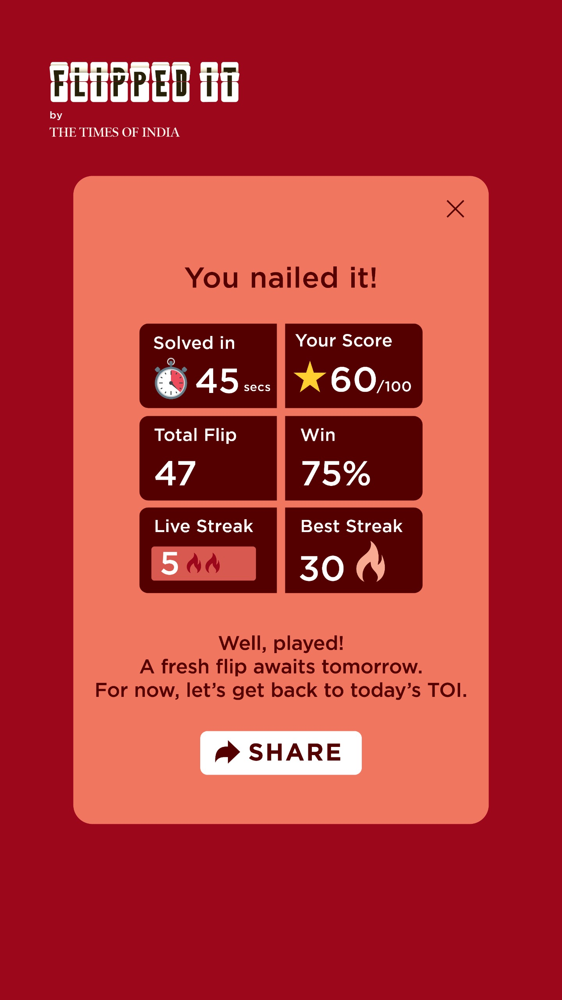 FLIPPED IT
by
THE TIMES OF INDIA
You nailed it!
Solved in
45 secs
Your Score
60/100
Total Flip
47
Win
75%
Live Streak
5
Best Streak
30
Well, played!
A fresh flip awaits tomorrow.
For now, let’s get back to today’s TOI.
SHARE